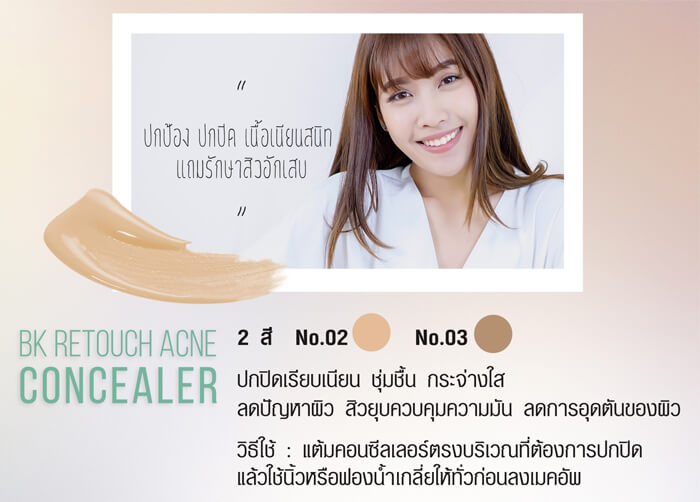 "
ปกป้อง ปกปิด เนื้อเนียนสนิท
แถมรักษาสิวอักเสบ
"
BK RETOUCH ACNE
CONCEALER
2 สี No.02 No.03
ปกปิดเรียบเนียน ชุ่มชื้น กระจ่างใส
ลดปัญหาผิว สิวยุบควบคุมความมัน ลดการอุดตันของผิว
วิธีใช้ : แต้มคอนซีลเลอร์ตรงบริเวณที่ต้องการปกปิด
แล้วใช้นิ้วหรือฟองน้ำเกลี่ยให้ทั่วก่อนลงเมคอัพ